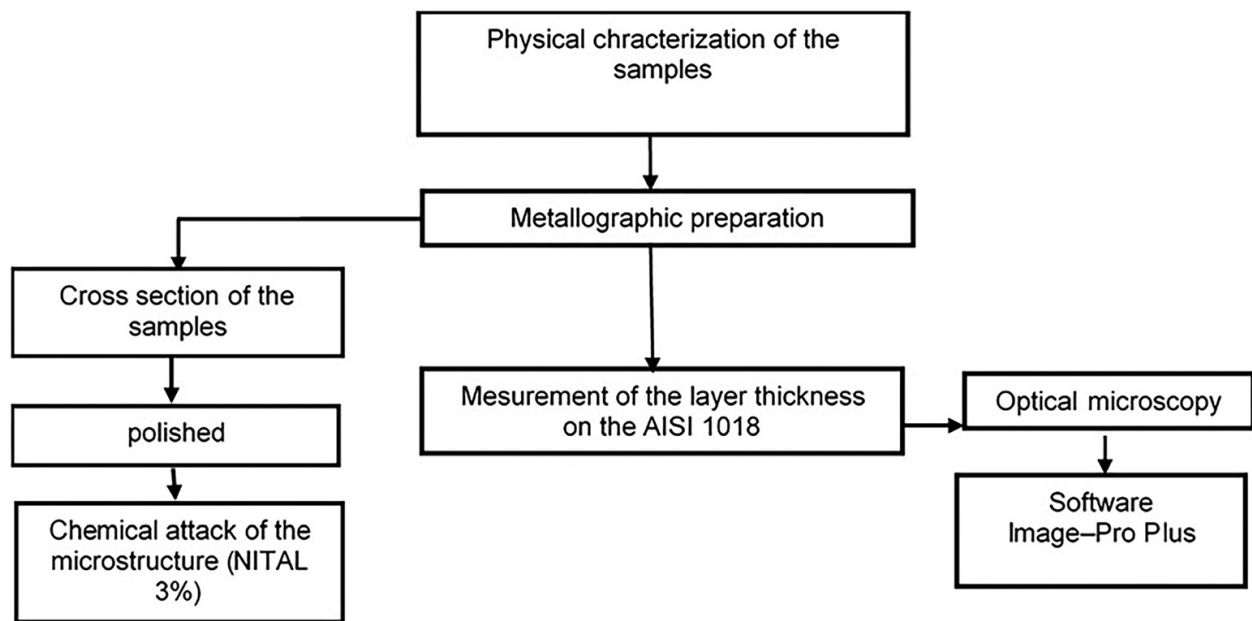 Physical chracterization of the
samples
Metallographic preparation
Cross section of the
samples
polished
Chemical attack of the
microstructure (NITAL
3%)
Mesurement of the layer thickness
on the AISI 1018
Optical microscopy
Software
Image–Pro Plus